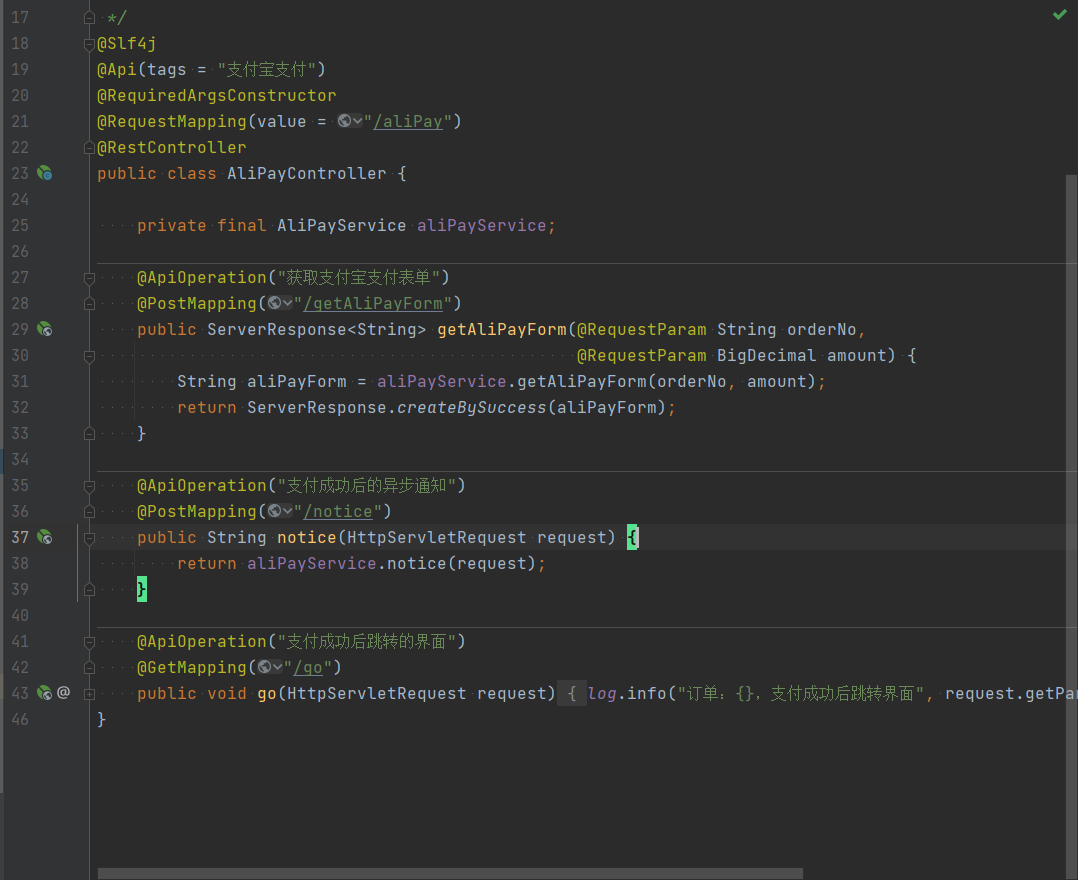 17 */
18 @Slf4j
19 @Api(tags = "支付宝支付")
20 @RequiredArgsConstructor
21 @RequestMapping(value = "/aliPay")
22 @RestController
23 public class AliPayController {
24
25 private final AliPayService aliPayService;
26
27 @ApiOperation("获取支付宝支付表单")
28 @PostMapping("/getAliPayForm")
29 public ServerResponse<String> getAliPayForm(@RequestParam String orderNo,
30 @RequestParam BigDecimal amount) {
31 String aliPayForm = aliPayService.getAliPayForm(orderNo, amount);
32 return ServerResponse.createBySuccess(aliPayForm);
33 }
34
35 @ApiOperation("支付成功后的异步通知")
36 @PostMapping("/notice")
37 public String notice(HttpServletRequest request) {
38 return aliPayService.notice(request);
39 }
40
41 @ApiOperation("支付成功后跳转的界面")
42 @GetMapping("/go")
43 @ public void go(HttpServletRequest request) { log.info("订单：{}，支付成功后跳转界面", request.getPar
46 }